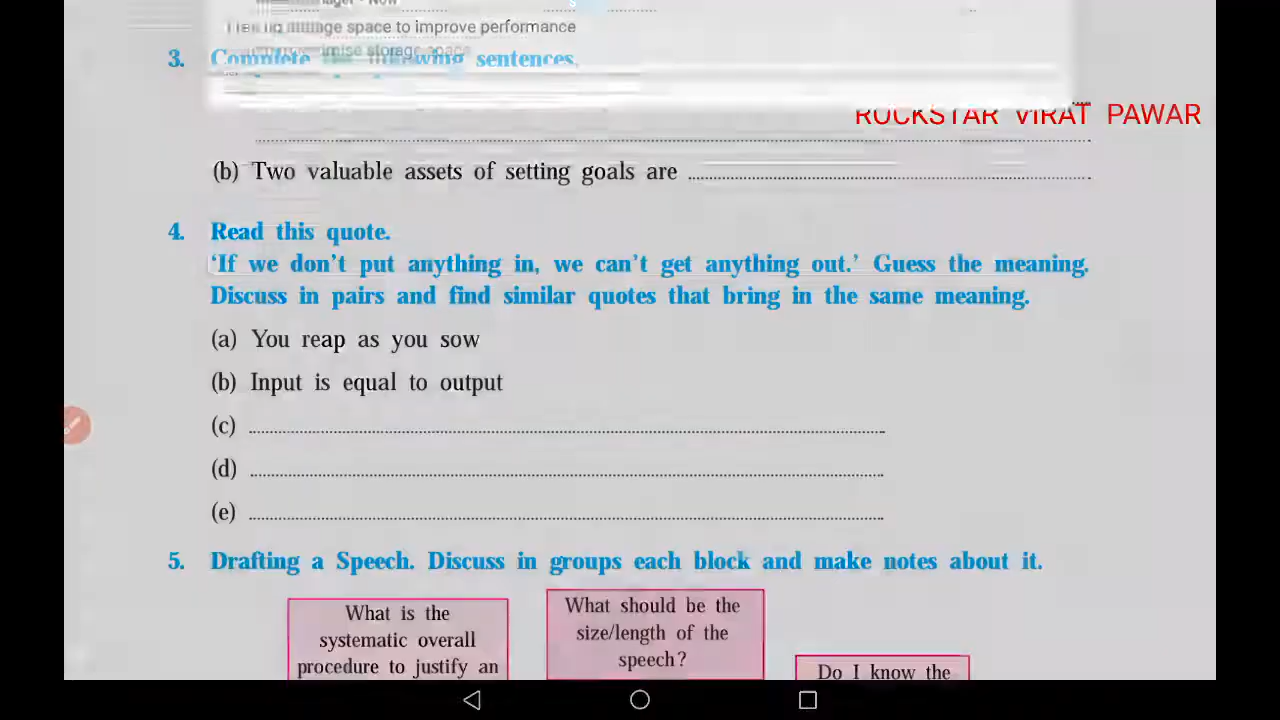 space to improve performance
storage space
3. Complete sentences.
ROCKSTAR VIRAT PAWAR
(b) Two valuable assets of setting goals are
4. Read this quote.
‘If we don’t put anything in, we can’t get anything out.’ Guess the meaning.
Discuss in pairs and find similar quotes that bring in the same meaning.
(a) You reap as you sow
(b) Input is equal to output
(c)
(d)
(e)
5. Drafting a Speech. Discuss in groups each block and make notes about it.
What is the
systematic overall
procedure to justify an
What should be the
size/length of the
speech?
Do I know the